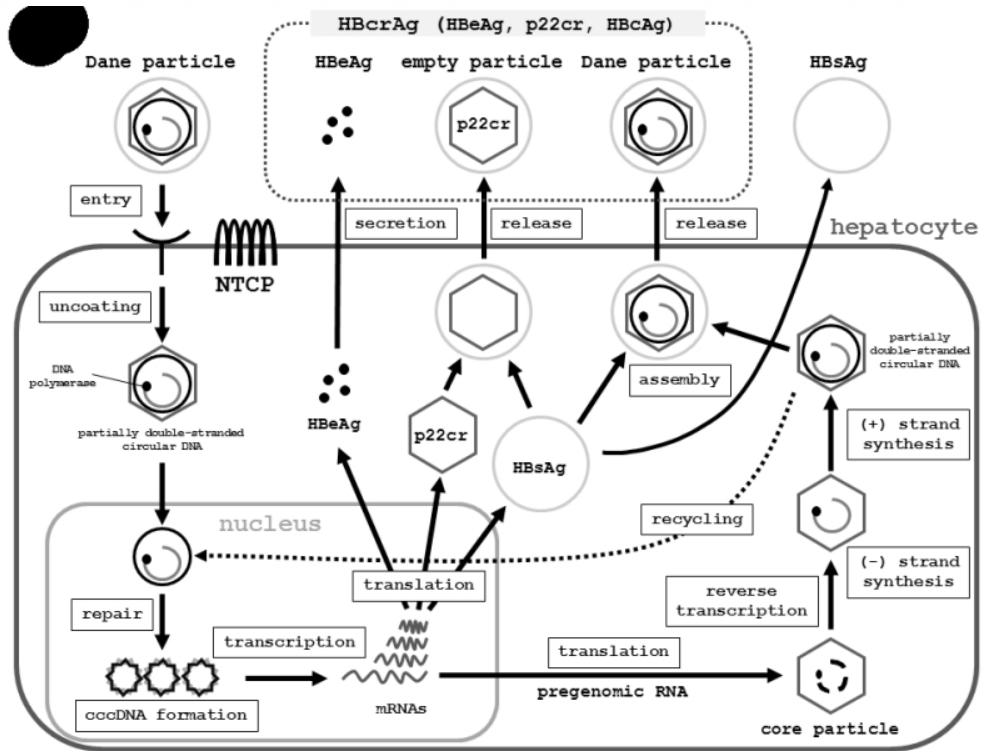 HBcrAg (HBeAg, p22cr, HBcAg)
Dane particle
HBeAg
empty particle
Dane particle
HBsAg
p22cr
entry
secretion
release
release
hepatocyte
NTCP
uncoating
DNA
polymerase
partially double-stranded
circular DNA
HBeAg
p22cr
HBsAg
assembly
partially
double-stranded
circular DNA
(+) strand
synthesis
recycling
nucleus
(-) strand
synthesis
translation
reverse
transcription
repair
transcription
translation
pregenomic RNA
cccDNA formation
mRNAs
core particle